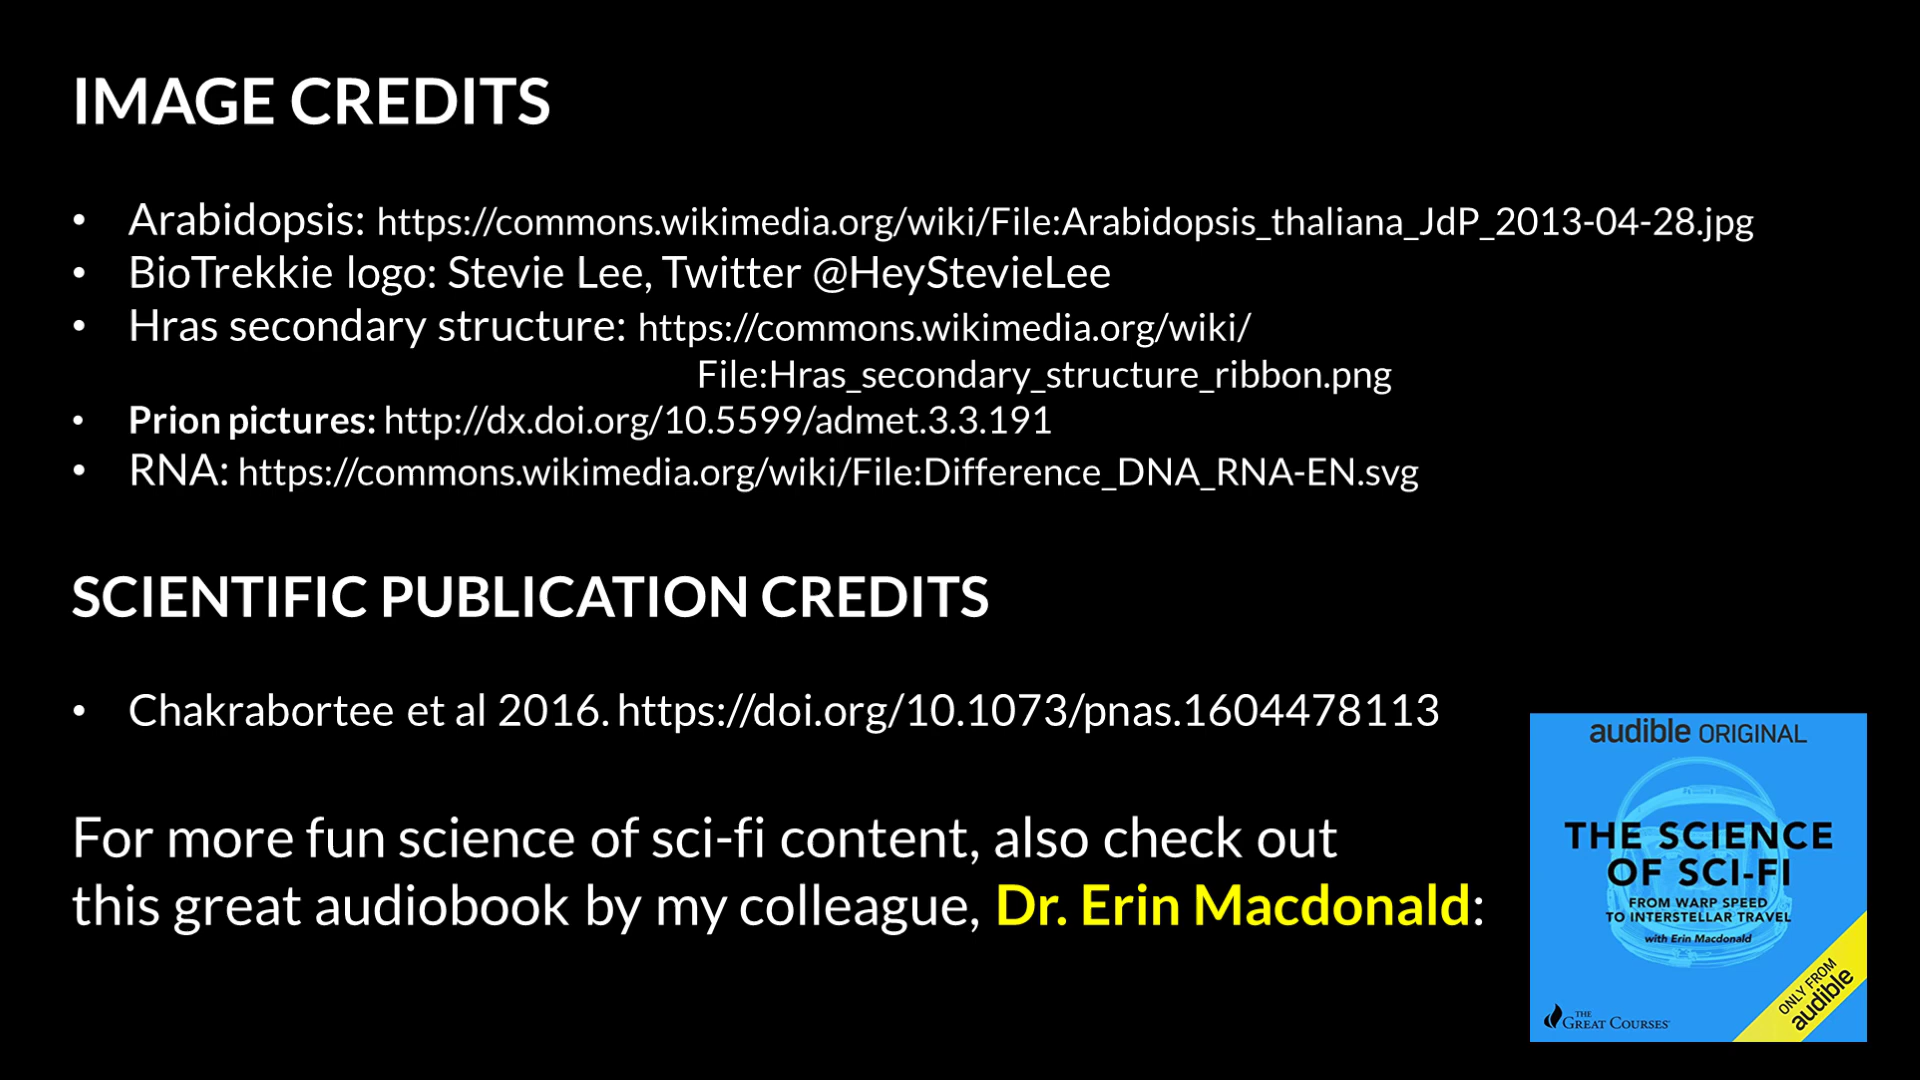 IMAGE CREDITS
• Arabidopsis: https://commons.wikimedia.org/wiki/File:Arabidopsis_thaliana_JdP_2013-04-28.jpg
• BioTrekkie logo: Stevie Lee, Twitter @HeyStevieLee
• Hras secondary structure: https://commons.wikimedia.org/wiki/
File:Hras_secondary_structure_ribbon.png
• Prion pictures: http://dx.doi.org/10.5599/admet.3.3.191
• RNA: https://commons.wikimedia.org/wiki/File:Difference_DNA_RNA-EN.svg
SCIENTIFIC PUBLICATION CREDITS
• Chakrabortee et al 2016. https://doi.org/10.1073/pnas.1604478113
For more fun science of sci-fi content, also check out
this great audiobook by my colleague, Dr. Erin Macdonald:
audible ORIGINAL
THE SCIENCE
OF SCI-FI
FROM WARP SPEED
TO INTERSTELLAR TRAVEL
with Erin Macdonald
ONLY FROM
audible
THE
GREAT COURSES